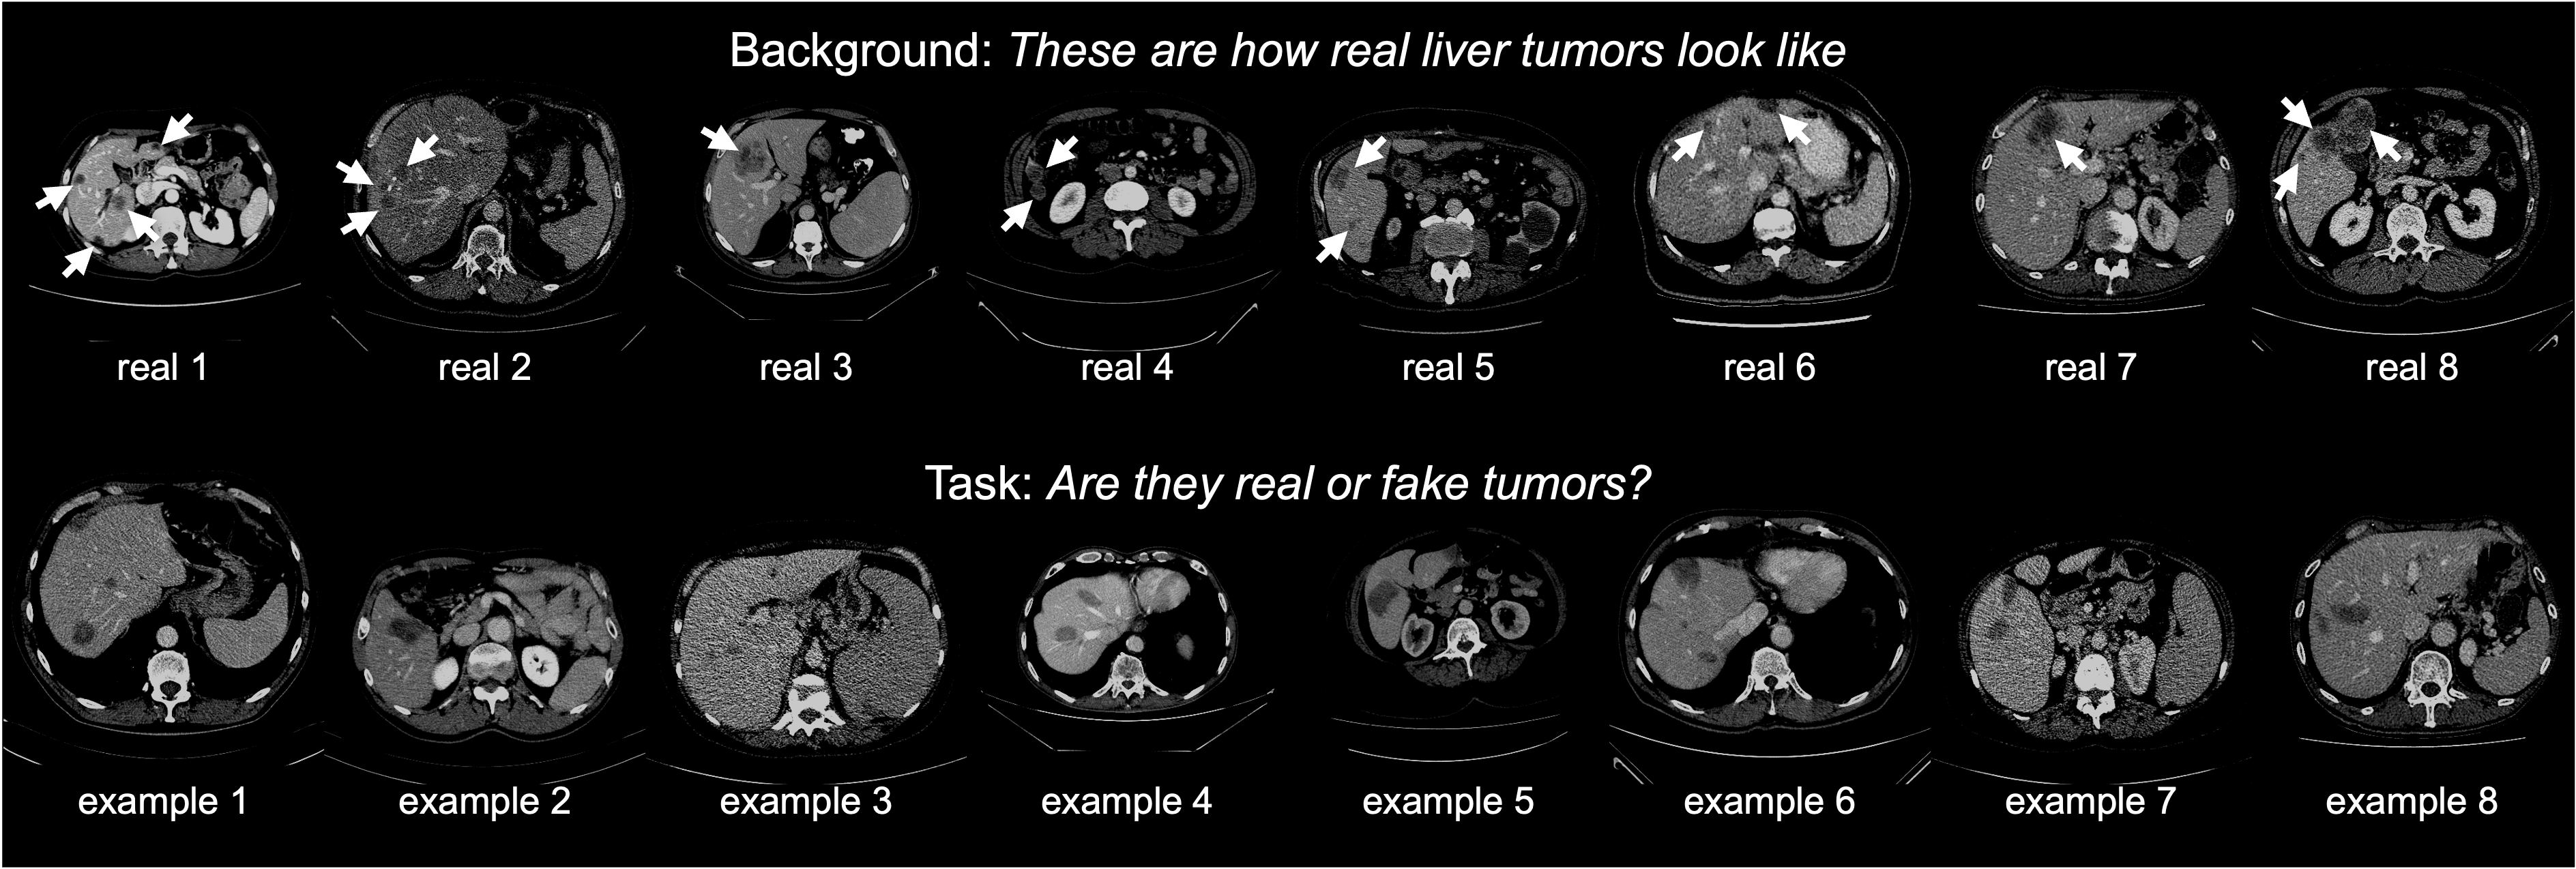 Background: These are how real liver tumors look like
real 1
real 2
real 3
real 4
real 5
real 6
real 7
real 8
Task: Are they real or fake tumors?
example 1
example 2
example 3
example 4
example 5
example 6
example 7
example 8